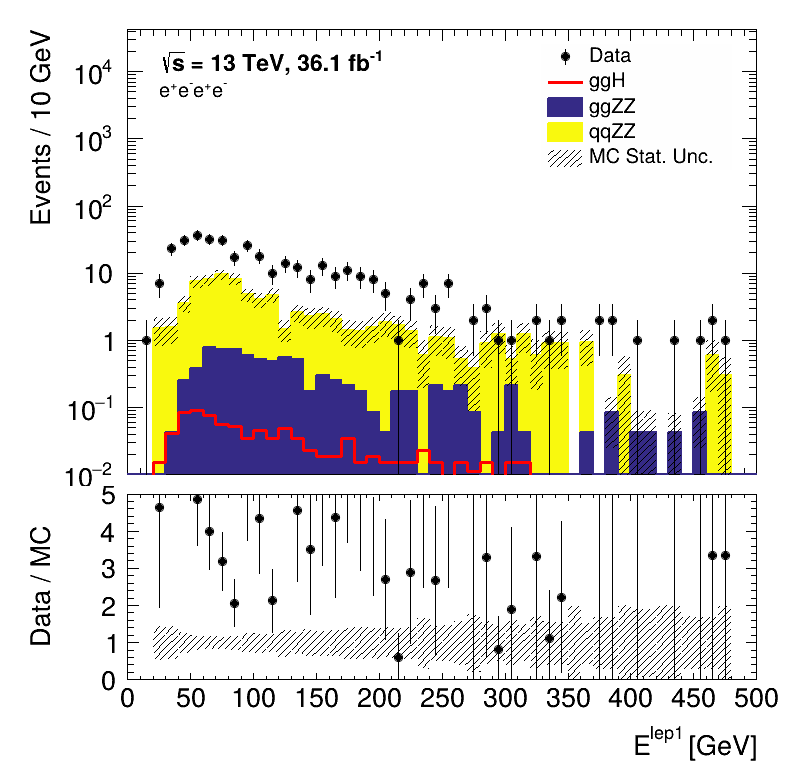 Events / 10 GeV
10⁴
10³
10²
10
1
10⁻¹
10⁻²
√s = 13 TeV, 36.1 fb⁻¹
e⁺e⁻e⁺e⁻
Data
ggH
ggZZ
qqZZ
MC Stat. Unc.
Data / MC
5
4
3
2
1
0
0 50 100 150 200 250 300 350 400 450 500
E^lep1 [GeV]